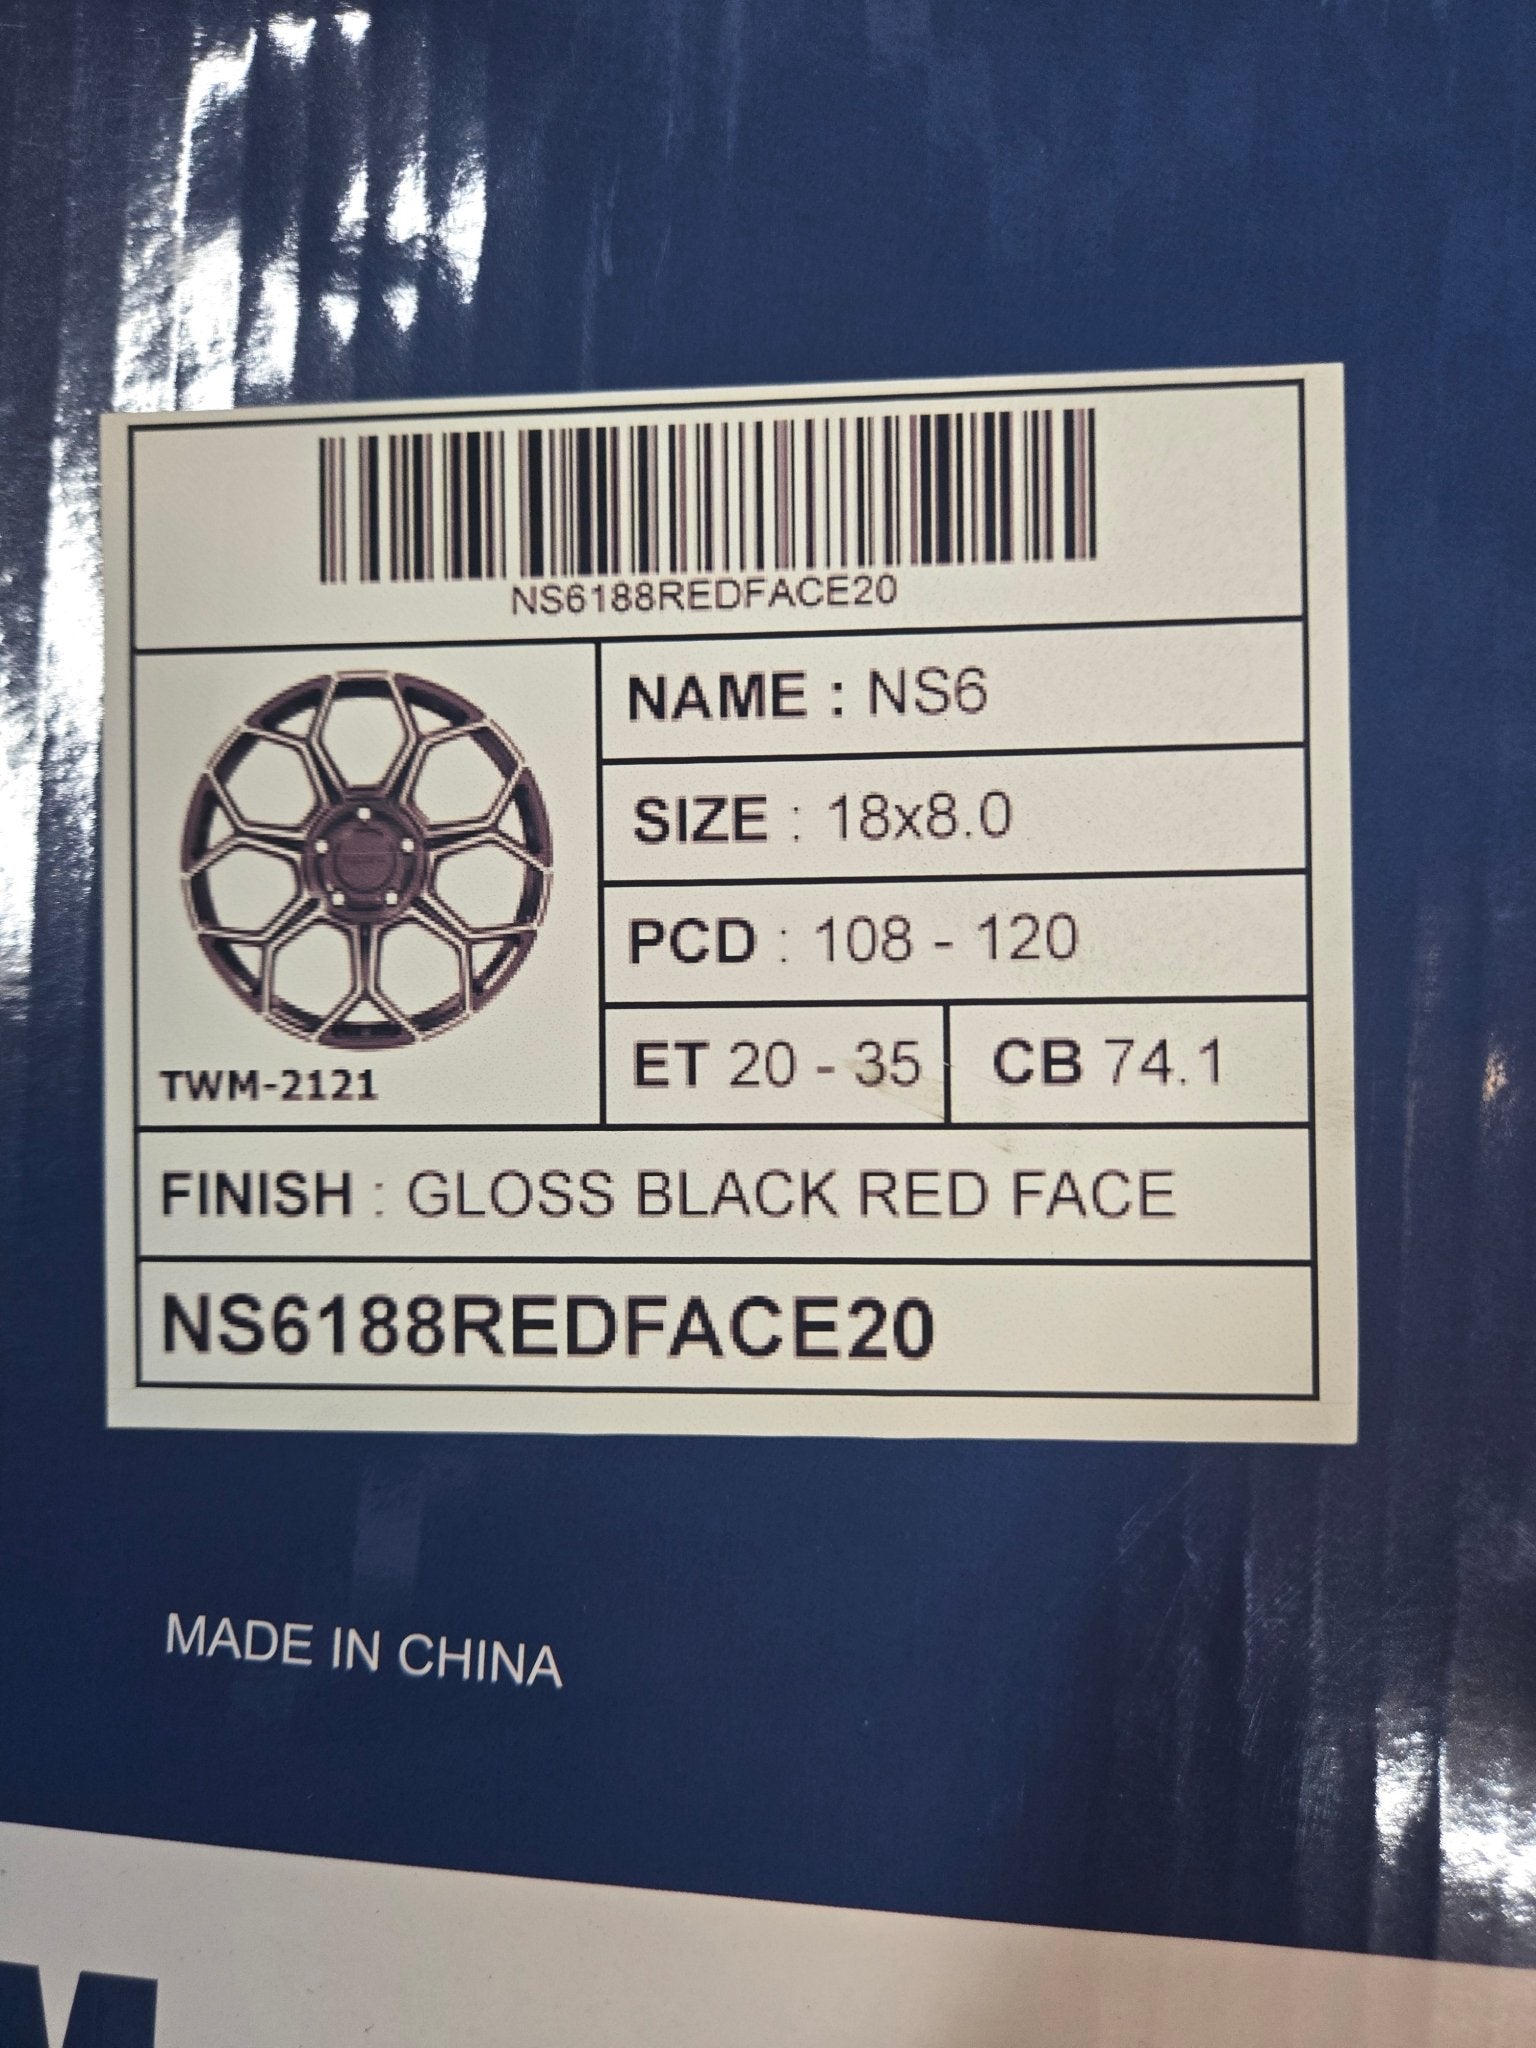 NS6188REDFACE20
NAME : NS6
SIZE : 18x8.0
PCD : 108 - 120
ET 20 - 35
CB 74.1
TWM-2121
FINISH : GLOSS BLACK RED FACE
NS6188REDFACE20
MADE IN CHINA